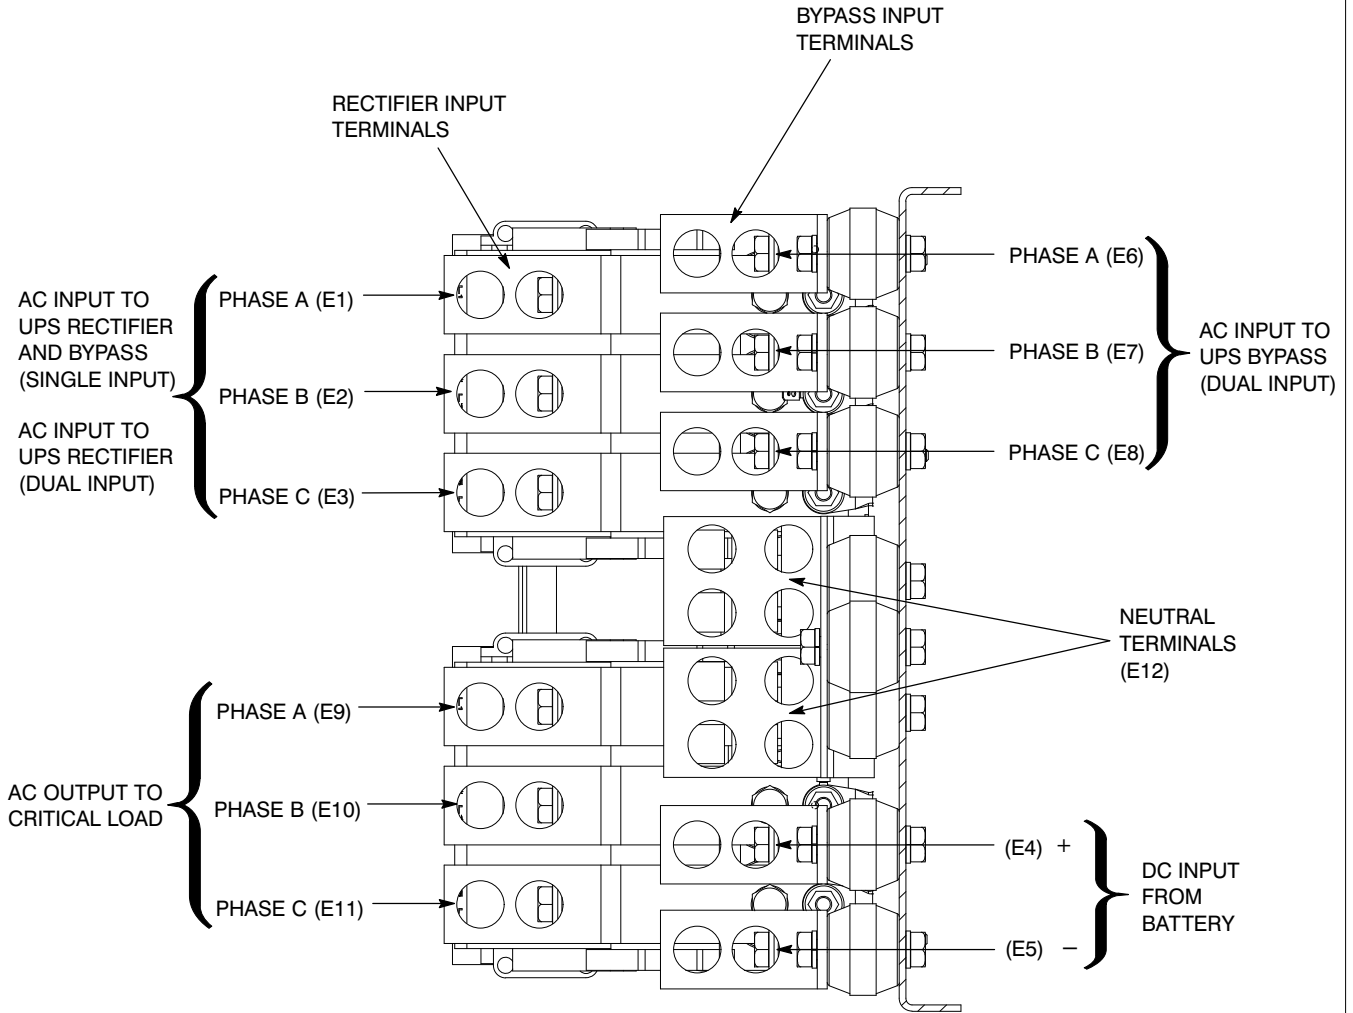 BYPASS INPUT
TERMINALS
RECTIFIER INPUT
TERMINALS
AC INPUT TO
UPS RECTIFIER
AND BYPASS
(SINGLE INPUT)
AC INPUT TO
UPS RECTIFIER
(DUAL INPUT)
PHASE A (E1)
PHASE B (E2)
PHASE C (E3)
PHASE A (E6)
PHASE B (E7)
PHASE C (E8)
AC INPUT TO
UPS BYPASS
(DUAL INPUT)
NEUTRAL
TERMINALS
(E12)
AC OUTPUT TO
CRITICAL LOAD
PHASE A (E9)
PHASE B (E10)
PHASE C (E11)
(E4) +
(E5) −
DC INPUT
FROM
BATTERY